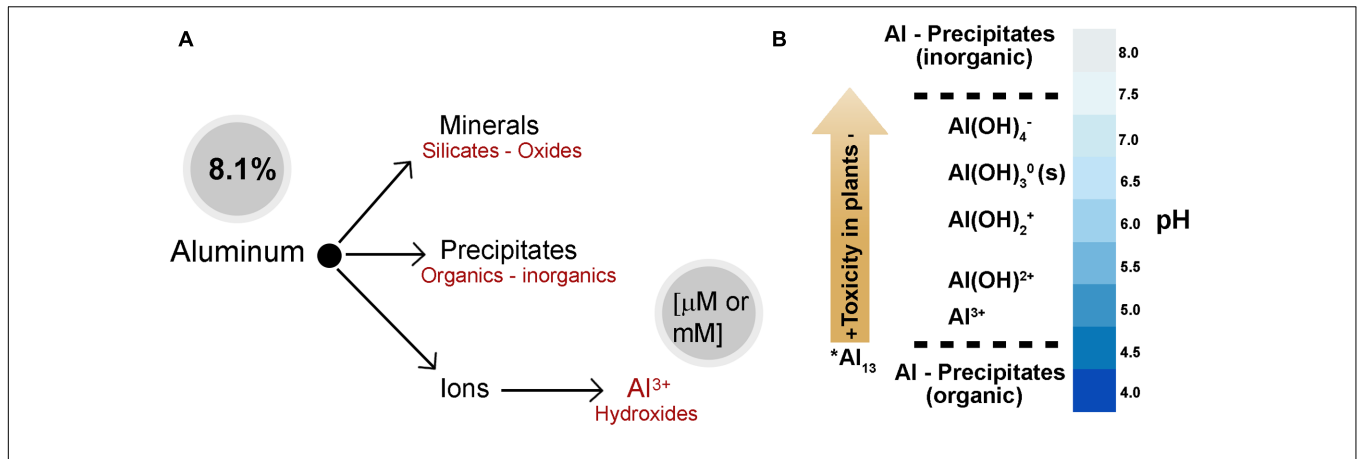 A
8.1%
Aluminum
Minerals
Silicates - Oxides
Precipitates
Organics - inorganics
[μM or
mM]
Ions
Al³⁺
Hydroxides
B
Al - Precipitates
(inorganic)
+Toxicity in plants -
*Al₁₃
Al(OH)₄⁻
Al(OH)₃⁰(s)
Al(OH)₂⁺
Al(OH)²⁺
Al³⁺
Al - Precipitates
(organic)
8.0
7.5
7.0
6.5
6.0
5.5
5.0
4.5
4.0
pH